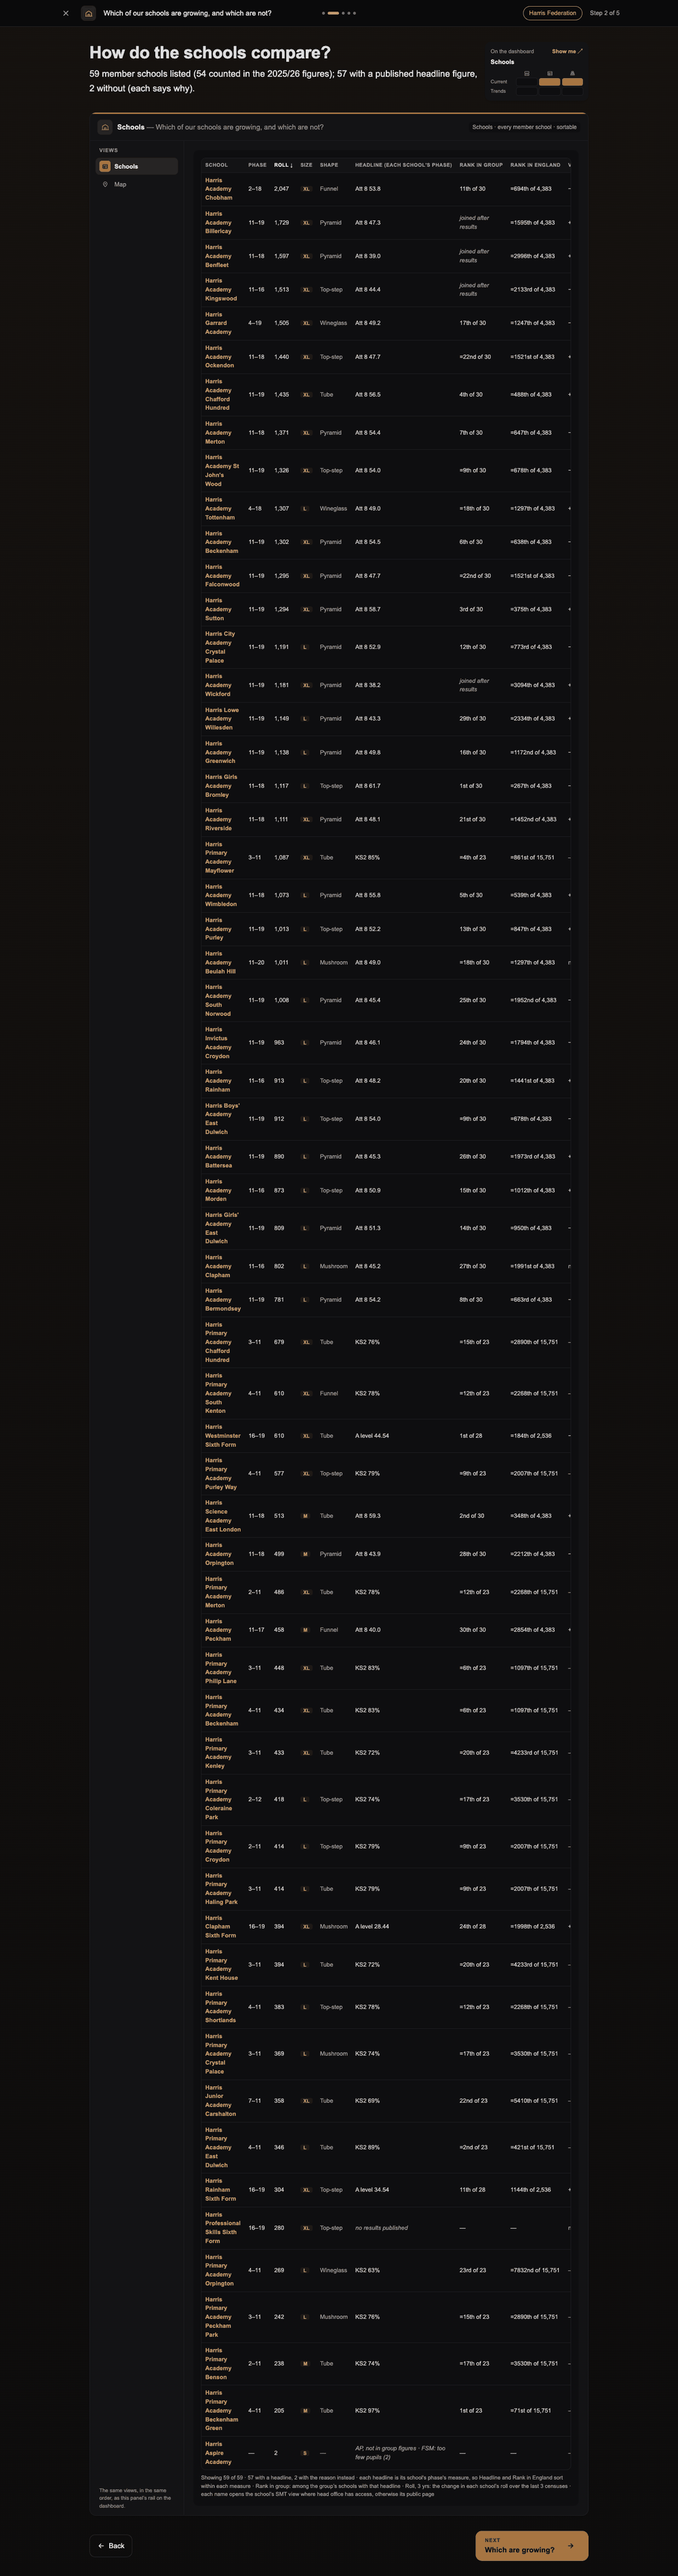 Which of our schools are growing, and which are not?
Harris Federation
Step 2 of 5
How do the schools compare?
59 member schools listed (54 counted in the 2025/26 figures); 57 with a published headline figure,
2 without (each says why).
On the dashboard
Show me
Schools
Current
Trends
Schools — Which of our schools are growing, and which are not?
Schools · every member school · sortable
VIEWS
Schools
Map
SCHOOL PHASE ROLL ↓ SIZE SHAPE HEADLINE (EACH SCHOOL'S PHASE) RANK IN GROUP RANK IN ENGLAND
Harris Academy Chobham 2–18 2,047 XL Funnel Att 8 53.8 11th of 30 =694th of 4,383
Harris Academy Billericay 11–18 1,729 XL Pyramid Att 8 47.3 joined after results =1595th of 4,383
Harris Academy Benfleet 11–18 1,597 XL Pyramid Att 8 39.0 joined after results =2996th of 4,383
Harris Academy Kingswood 11–16 1,513 XL Top-step Att 8 44.4 joined after results =2133rd of 4,383
Harris Garrard Academy 4–19 1,505 XL Wineglass Att 8 49.2 17th of 30 =1247th of 4,383
Harris Academy Ockendon 11–18 1,440 XL Top-step Att 8 47.7 =22nd of 30 =1521st of 4,383
Harris Academy Chafford Hundred 11–19 1,435 XL Tube Att 8 56.5 4th of 30 =488th of 4,383
Harris Academy Merton 11–18 1,371 XL Pyramid Att 8 54.4 7th of 30 =647th of 4,383
Harris Academy St John's Wood 11–19 1,326 XL Top-step Att 8 54.0 =9th of 30 =678th of 4,383
Harris Academy Tottenham 4–18 1,307 L Wineglass Att 8 49.0 =18th of 30 =1297th of 4,383
Harris Academy Beckenham 11–19 1,302 XL Pyramid Att 8 54.5 6th of 30 =638th of 4,383
Harris Academy Falconwood 11–19 1,295 XL Pyramid Att 8 47.7 =22nd of 30 =1521st of 4,383
Harris Academy Sutton 11–19 1,294 XL Pyramid Att 8 58.7 3rd of 30 =375th of 4,383
Harris City Academy Crystal Palace 11–19 1,191 L Pyramid Att 8 52.9 12th of 30 =773rd of 4,383
Harris Academy Wickford 11–19 1,181 XL Pyramid Att 8 38.2 joined after results =3094th of 4,383
Harris Lowe Academy Willesden 11–19 1,149 L Pyramid Att 8 43.3 29th of 30 =2334th of 4,383
Harris Academy Greenwich 11–19 1,138 L Pyramid Att 8 49.8 16th of 30 =1172nd of 4,383
Harris Girls Academy Bromley 11–18 1,117 L Top-step Att 8 61.7 1st of 30 =267th of 4,383
Harris Academy Riverside 11–18 1,111 XL Pyramid Att 8 48.1 21st of 30 =1452nd of 4,383
Harris Primary Academy Mayflower 3–11 1,087 XL Tube KS2 85% =4th of 23 =861st of 15,751
Harris Academy Wimbledon 11–18 1,073 L Pyramid Att 8 55.8 5th of 30 =539th of 4,383
Harris Academy Purley 11–19 1,013 L Top-step Att 8 52.2 13th of 30 =847th of 4,383
Harris Academy Beulah Hill 11–20 1,011 L Mushroom Att 8 49.0 =18th of 30 =1297th of 4,383
Harris Academy South Norwood 11–19 1,008 L Pyramid Att 8 45.4 25th of 30 =1952nd of 4,383
Harris Invictus Academy Croydon 11–19 963 L Pyramid Att 8 46.1 24th of 30 =1794th of 4,383
Harris Academy Rainham 11–16 913 L Top-step Att 8 48.2 20th of 30 =1441st of 4,383
Harris Boys' Academy East Dulwich 11–19 912 L Top-step Att 8 54.0 =9th of 30 =678th of 4,383
Harris Academy Battersea 11–19 890 L Pyramid Att 8 45.3 26th of 30 =1973rd of 4,383
Harris Academy Morden 11–16 873 L Top-step Att 8 50.9 15th of 30 =1012th of 4,383
Harris Girls' Academy East Dulwich 11–19 809 L Pyramid Att 8 51.3 14th of 30 =950th of 4,383
Harris Academy Clapham 11–16 802 L Mushroom Att 8 45.2 27th of 30 =1991st of 4,383
Harris Academy Bermondsey 11–19 781 L Pyramid Att 8 54.2 8th of 30 =663rd of 4,383
Harris Primary Academy Chafford Hundred 3–11 679 XL Tube KS2 76% =15th of 23 =2890th of 15,751
Harris Primary Academy South Kenton 4–11 610 XL Funnel KS2 78% =12th of 23 =2268th of 15,751
Harris Westminster Sixth Form 16–19 610 XL Tube A level 44.54 1st of 28 =184th of 2,536
Harris Primary Academy Purley Way 4–11 577 XL Top-step KS2 79% =9th of 23 =2007th of 15,751
Harris Science Academy East London 11–18 513 M Tube Att 8 59.3 2nd of 30 =348th of 4,383
Harris Academy Orpington 11–18 499 M Pyramid Att 8 43.9 28th of 30 =2212th of 4,383
Harris Primary Academy Merton 2–11 486 XL Tube KS2 78% =12th of 23 =2268th of 15,751
Harris Academy Peckham 11–17 458 M Funnel Att 8 40.0 30th of 30 =2854th of 4,383
Harris Primary Academy Philip Lane 3–11 448 XL Tube KS2 83% =6th of 23 =1097th of 15,751
Harris Primary Academy Beckenham 4–11 434 XL Tube KS2 83% =6th of 23 =1097th of 15,751
Harris Primary Academy Kenley 3–11 433 XL Tube KS2 72% =20th of 23 =4233rd of 15,751
Harris Primary Academy Coleraine Park 2–12 418 L Top-step KS2 74% =17th of 23 =3530th of 15,751
Harris Primary Academy Croydon 2–11 414 L Top-step KS2 79% =9th of 23 =2007th of 15,751
Harris Primary Academy Haling Park 3–11 414 L Tube KS2 79% =9th of 23 =2007th of 15,751
Harris Clapham Sixth Form 16–19 394 XL Mushroom A level 28.44 24th of 28 =1998th of 2,536
Harris Primary Academy Kent House 3–11 394 L Tube KS2 72% =20th of 23 =4233rd of 15,751
Harris Primary Academy Shortlands 4–11 383 L Top-step KS2 78% =12th of 23 =2268th of 15,751
Harris Primary Academy Crystal Palace 3–11 369 L Mushroom KS2 74% =17th of 23 =3530th of 15,751
Harris Junior Academy Carshalton 7–11 358 XL Tube KS2 69% 22nd of 23 =5410th of 15,751
Harris Primary Academy East Dulwich 4–11 346 L Tube KS2 89% =2nd of 23 =421st of 15,751
Harris Rainham Sixth Form 16–19 304 XL Top-step A level 34.54 11th of 28 1144th of 2,536
Harris Professional Skills Sixth Form 16–19 280 XL Top-step no results published — —
Harris Primary Academy Orpington 4–11 269 L Wineglass KS2 63% 23rd of 23 =7832nd of 15,751
Harris Primary Academy Peckham Park 3–11 242 L Mushroom KS2 76% =15th of 23 =2890th of 15,751
Harris Primary Academy Benson 2–11 238 M Tube KS2 74% =17th of 23 =3530th of 15,751
Harris Primary Academy Beckenham Green 4–11 205 M Tube KS2 97% 1st of 23 =71st of 15,751
Harris Aspire Academy — 2 S — AP, not in group figures · FSM: too few pupils (2) — —
Showing 59 of 59 · 57 with a headline, 2 with the reason instead · each headline is its school's phase's measure, so Headline and Rank in England sort
within each measure · Rank in group: among the group's schools with that headline · Roll, 3 yrs: the change in each school's roll over the last 3 censuses ·
each name opens the school's SMT view where head office has access, otherwise its public page
The same views, in the same
order, as this panel's rail on the
dashboard.
← Back
NEXT
Which are growing? →